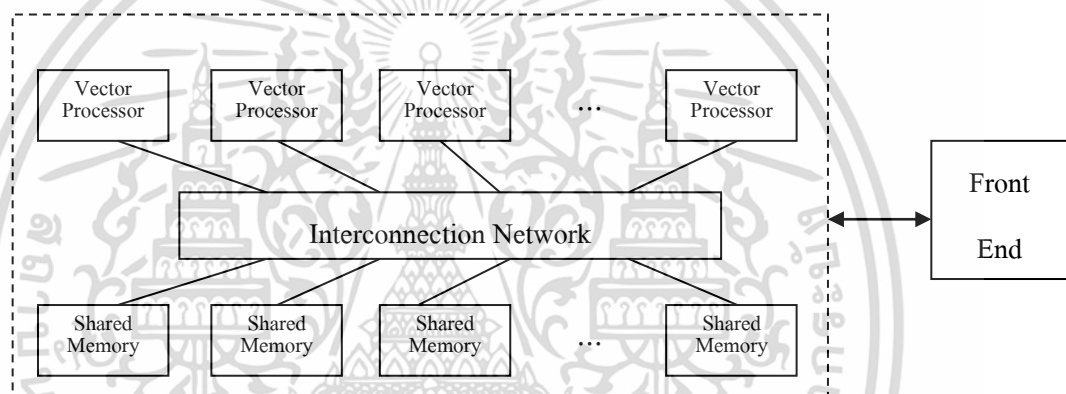 Vector
Processor
Vector
Processor
Vector
Processor
...
Vector
Processor
Interconnection Network
Shared
Memory
Shared
Memory
Shared
Memory
...
Shared
Memory
Front
End